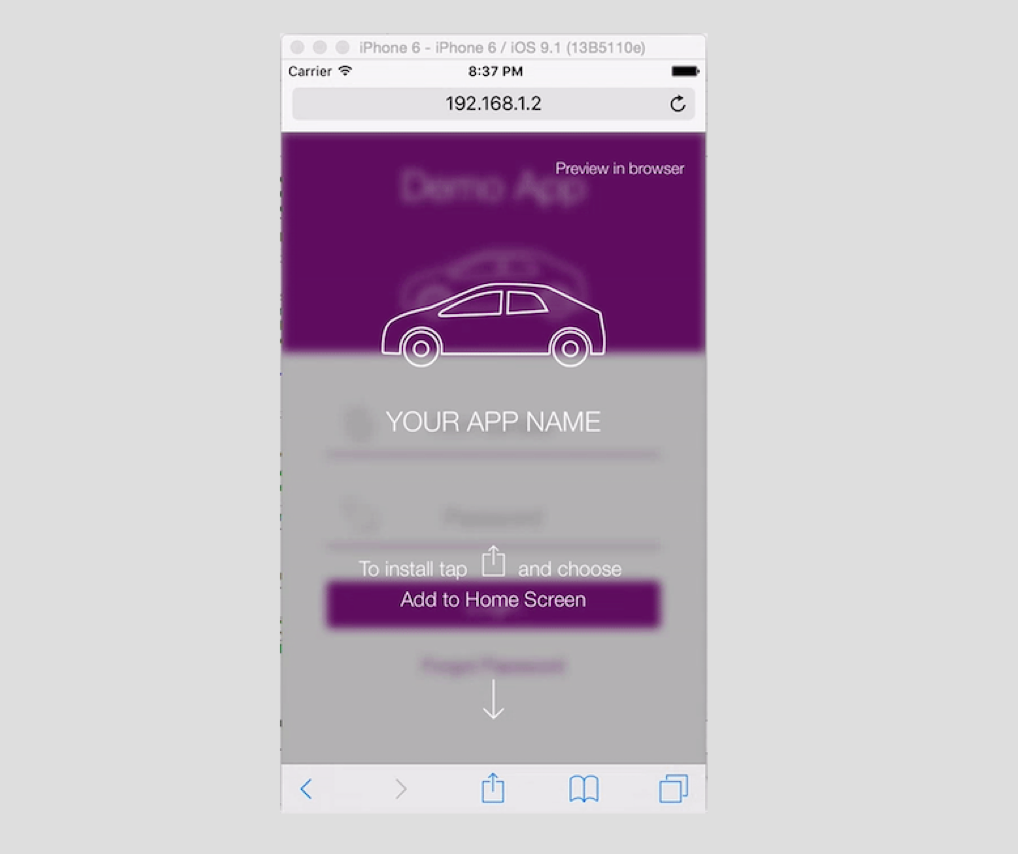 iPhone 6 - iPhone 6 / iOS 9.1 (13B5110e)
Carrier 8:37 PM
192.168.1.2
Preview in browser
Demo App
YOUR APP NAME
Password
To install tap and choose
Add to Home Screen
Forgot Password